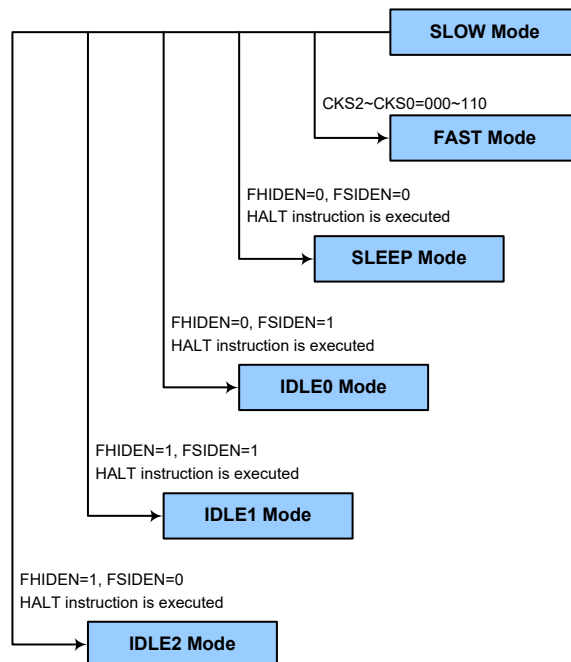 SLOW Mode
CKS2~CKS0=000~110
FAST Mode
FHIDEN=0, FSIDEN=0
HALT instruction is executed
SLEEP Mode
FHIDEN=0, FSIDEN=1
HALT instruction is executed
IDLE0 Mode
FHIDEN=1, FSIDEN=1
HALT instruction is executed
IDLE1 Mode
FHIDEN=1, FSIDEN=0
HALT instruction is executed
IDLE2 Mode